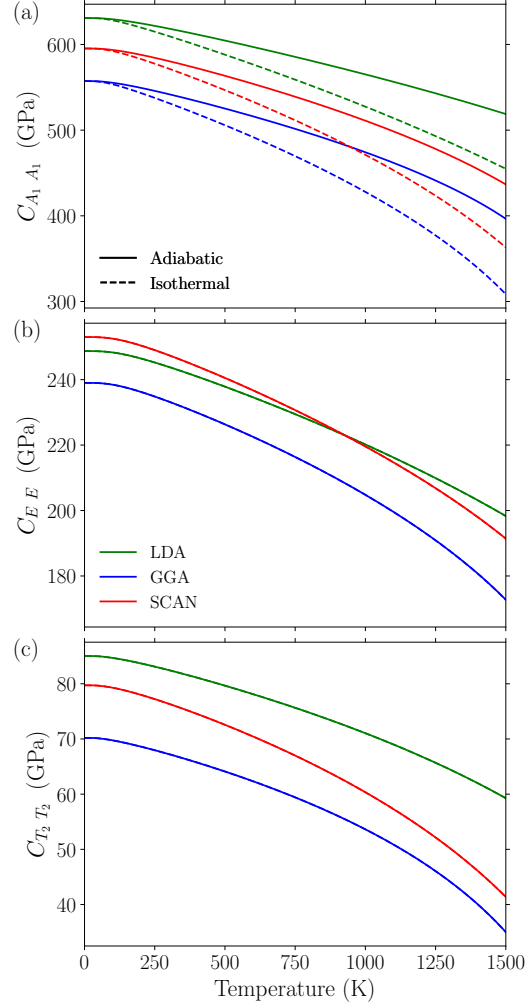 (a)
600
500
400
300
C_{A_1 A_1} (GPa)
Adiabatic
Isothermal
(b)
240
220
200
180
C_{E E} (GPa)
LDA
GGA
SCAN
(c)
80
70
60
50
40
C_{T_2 T_2} (GPa)
0 250 500 750 1000 1250 1500
Temperature (K)